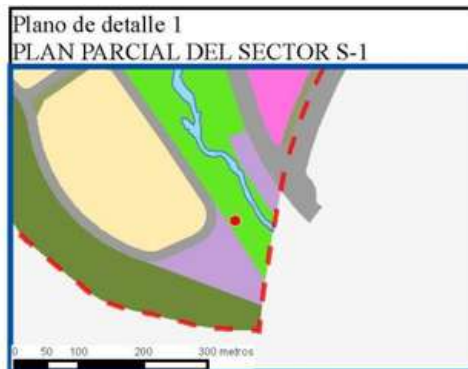 Plano de detalle 1
PLAN PARCIAL DEL SECTOR S-1
0 50 100 200 300 metros